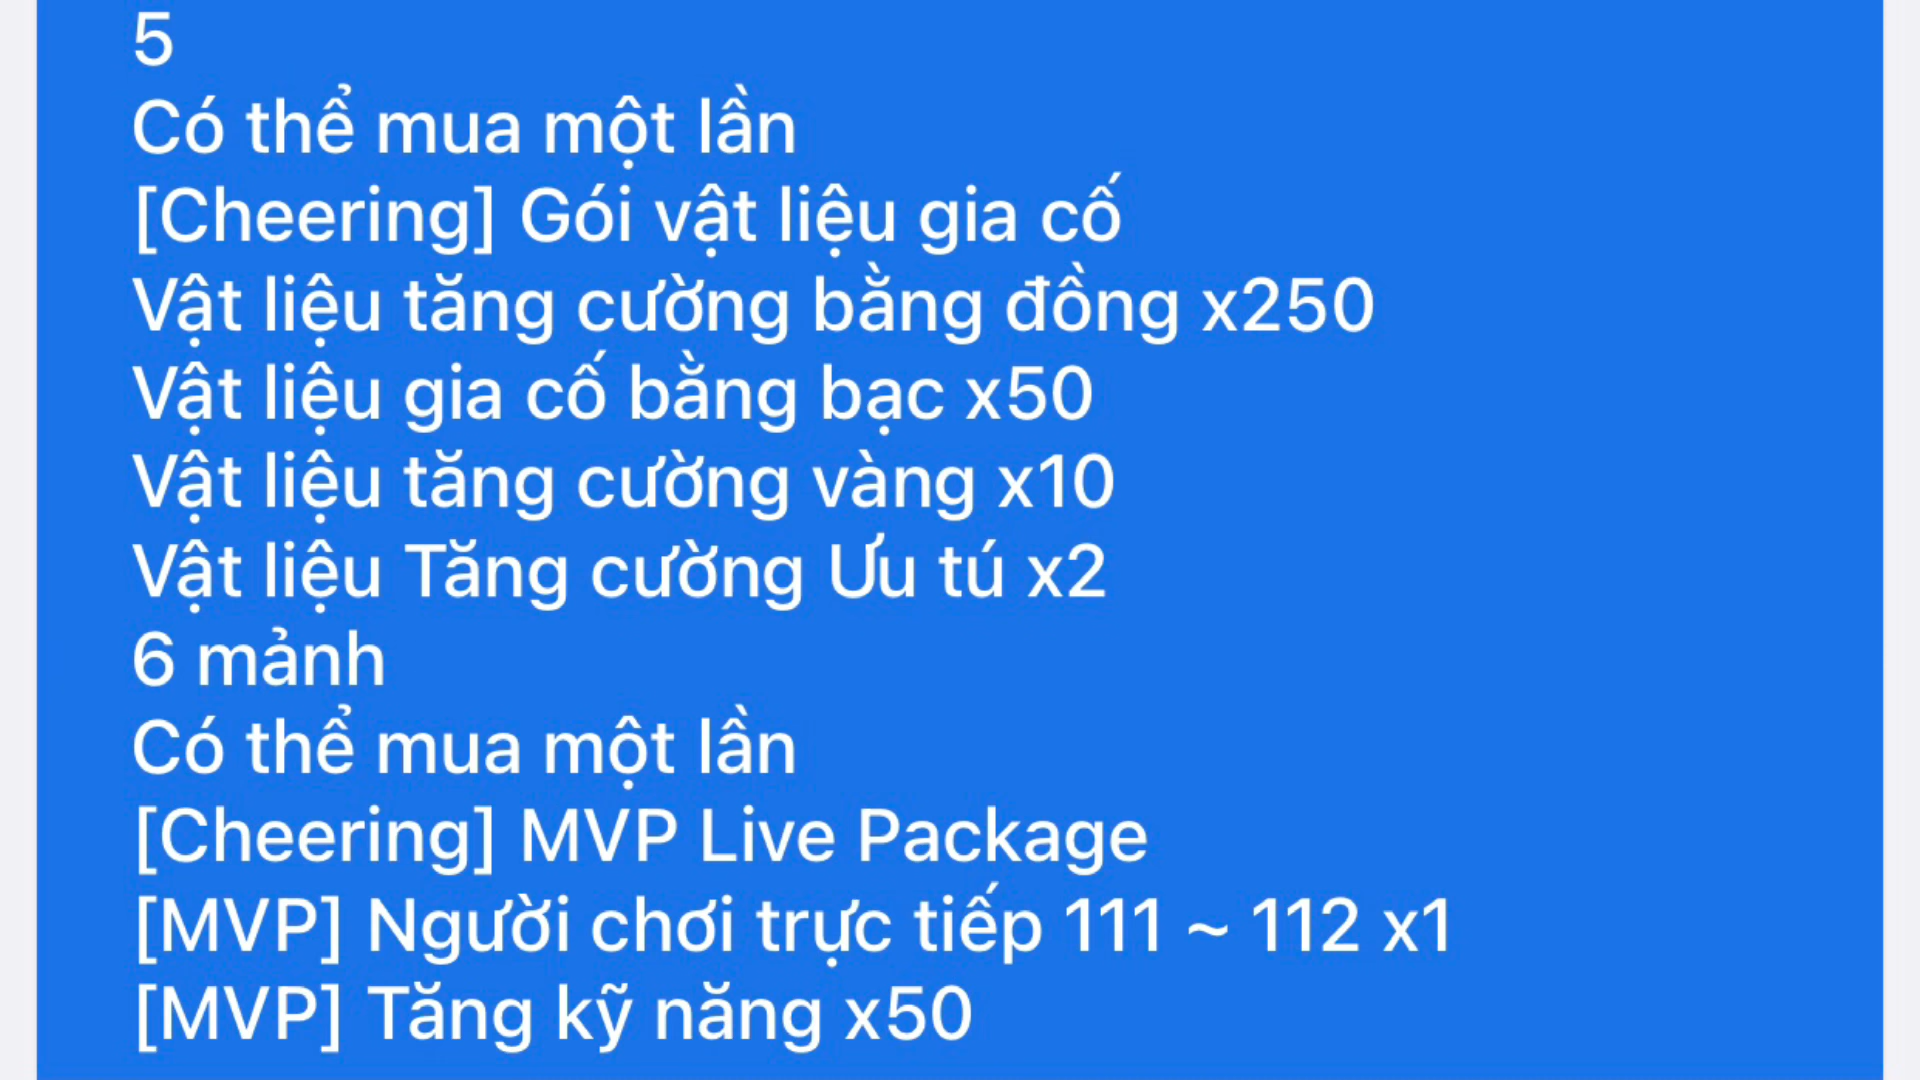 5
Có thể mua một lần
[Cheering] Gói vật liệu gia cố
Vật liệu tăng cường bằng đồng x250
Vật liệu gia cố bằng bạc x50
Vật liệu tăng cường vàng x10
Vật liệu Tăng cường Ưu tú x2
6 mảnh
Có thể mua một lần
[Cheering] MVP Live Package
[MVP] Người chơi trực tiếp 111 ~ 112 x1
[MVP] Tăng kỹ năng x50